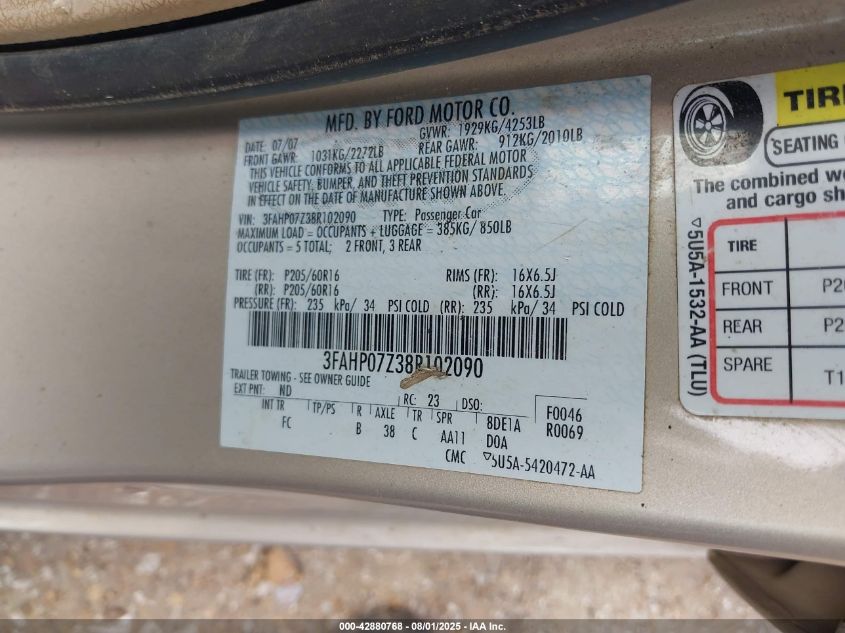 MFD. BY FORD MOTOR CO.
DATE: 07/07 GVWR: 1929KG/4253LB
FRONT GAWR: 1031KG/2272LB REAR GAWR: 912KG/2010LB
THIS VEHICLE CONFORMS TO ALL APPLICABLE FEDERAL MOTOR
VEHICLE SAFETY, BUMPER, AND THEFT PREVENTION STANDARDS
IN EFFECT ON THE DATE OF MANUFACTURE SHOWN ABOVE.
VIN: 3FAHP07Z38R102090 TYPE: Passenger Car
MAXIMUM LOAD = OCCUPANTS + LUGGAGE = 385KG/ 850LB
OCCUPANTS = 5 TOTAL; 2 FRONT, 3 REAR
TIRE (FR): P205/60R16 RIMS (FR): 16X6.5J
(RR): P205/60R16 (RR): 16X6.5J
PRESSURE (FR): 235 kPa/ 34 PSI COLD (RR): 235 kPa/ 34 PSI COLD
3FAHP07Z38R102090
TRAILER TOWING - SEE OWNER GUIDE
EXT PNT: ND RC: 23 DSO:
INT TR TP/PS R AXLE TR SPR
FC B 38 C AA11
8DE1A
D0A
F0046
R0069
CMC ▽5U5A-5420472-AA
TIR
SEATING
The combined
and cargo
TIRE
FRONT
REAR
SPARE
▽5U5A-1532-AA (TLU)
000-42880768 - 08/01/2025 - IAA Inc.